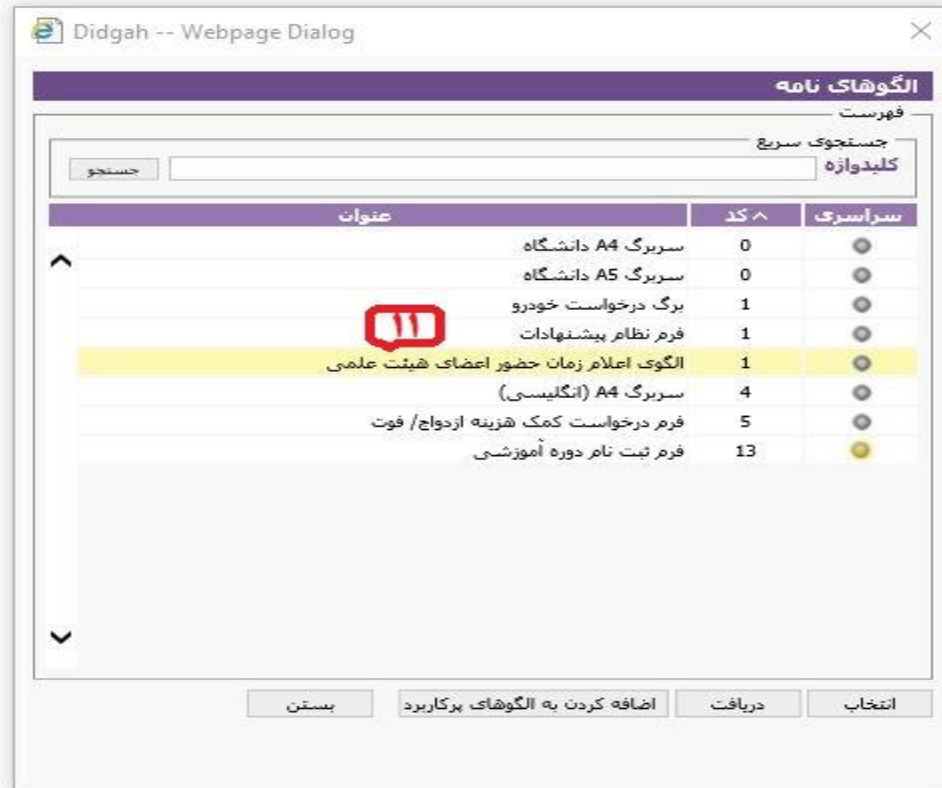 Didgah -- Webpage Dialog
الگوهای نامه
فهرست
جستجوی سریع
کلیدواژه جستجو
سراسری کد عنوان
0 سربرگ A4 دانشگاه
0 سربرگ A5 دانشگاه
1 برگ درخواست خودرو
1 فرم نظام پیشنهادات
۱۱
1 الگوی اعلام زمان حضور اعضای هیئت علمی
4 سربرگ A4 (انگلیسی)
5 فرم درخواست کمک هزینه ازدواج/ فوت
13 فرم ثبت نام دوره آموزشی
انتخاب دریافت اضافه کردن به الگوهای پرکاربرد بستن